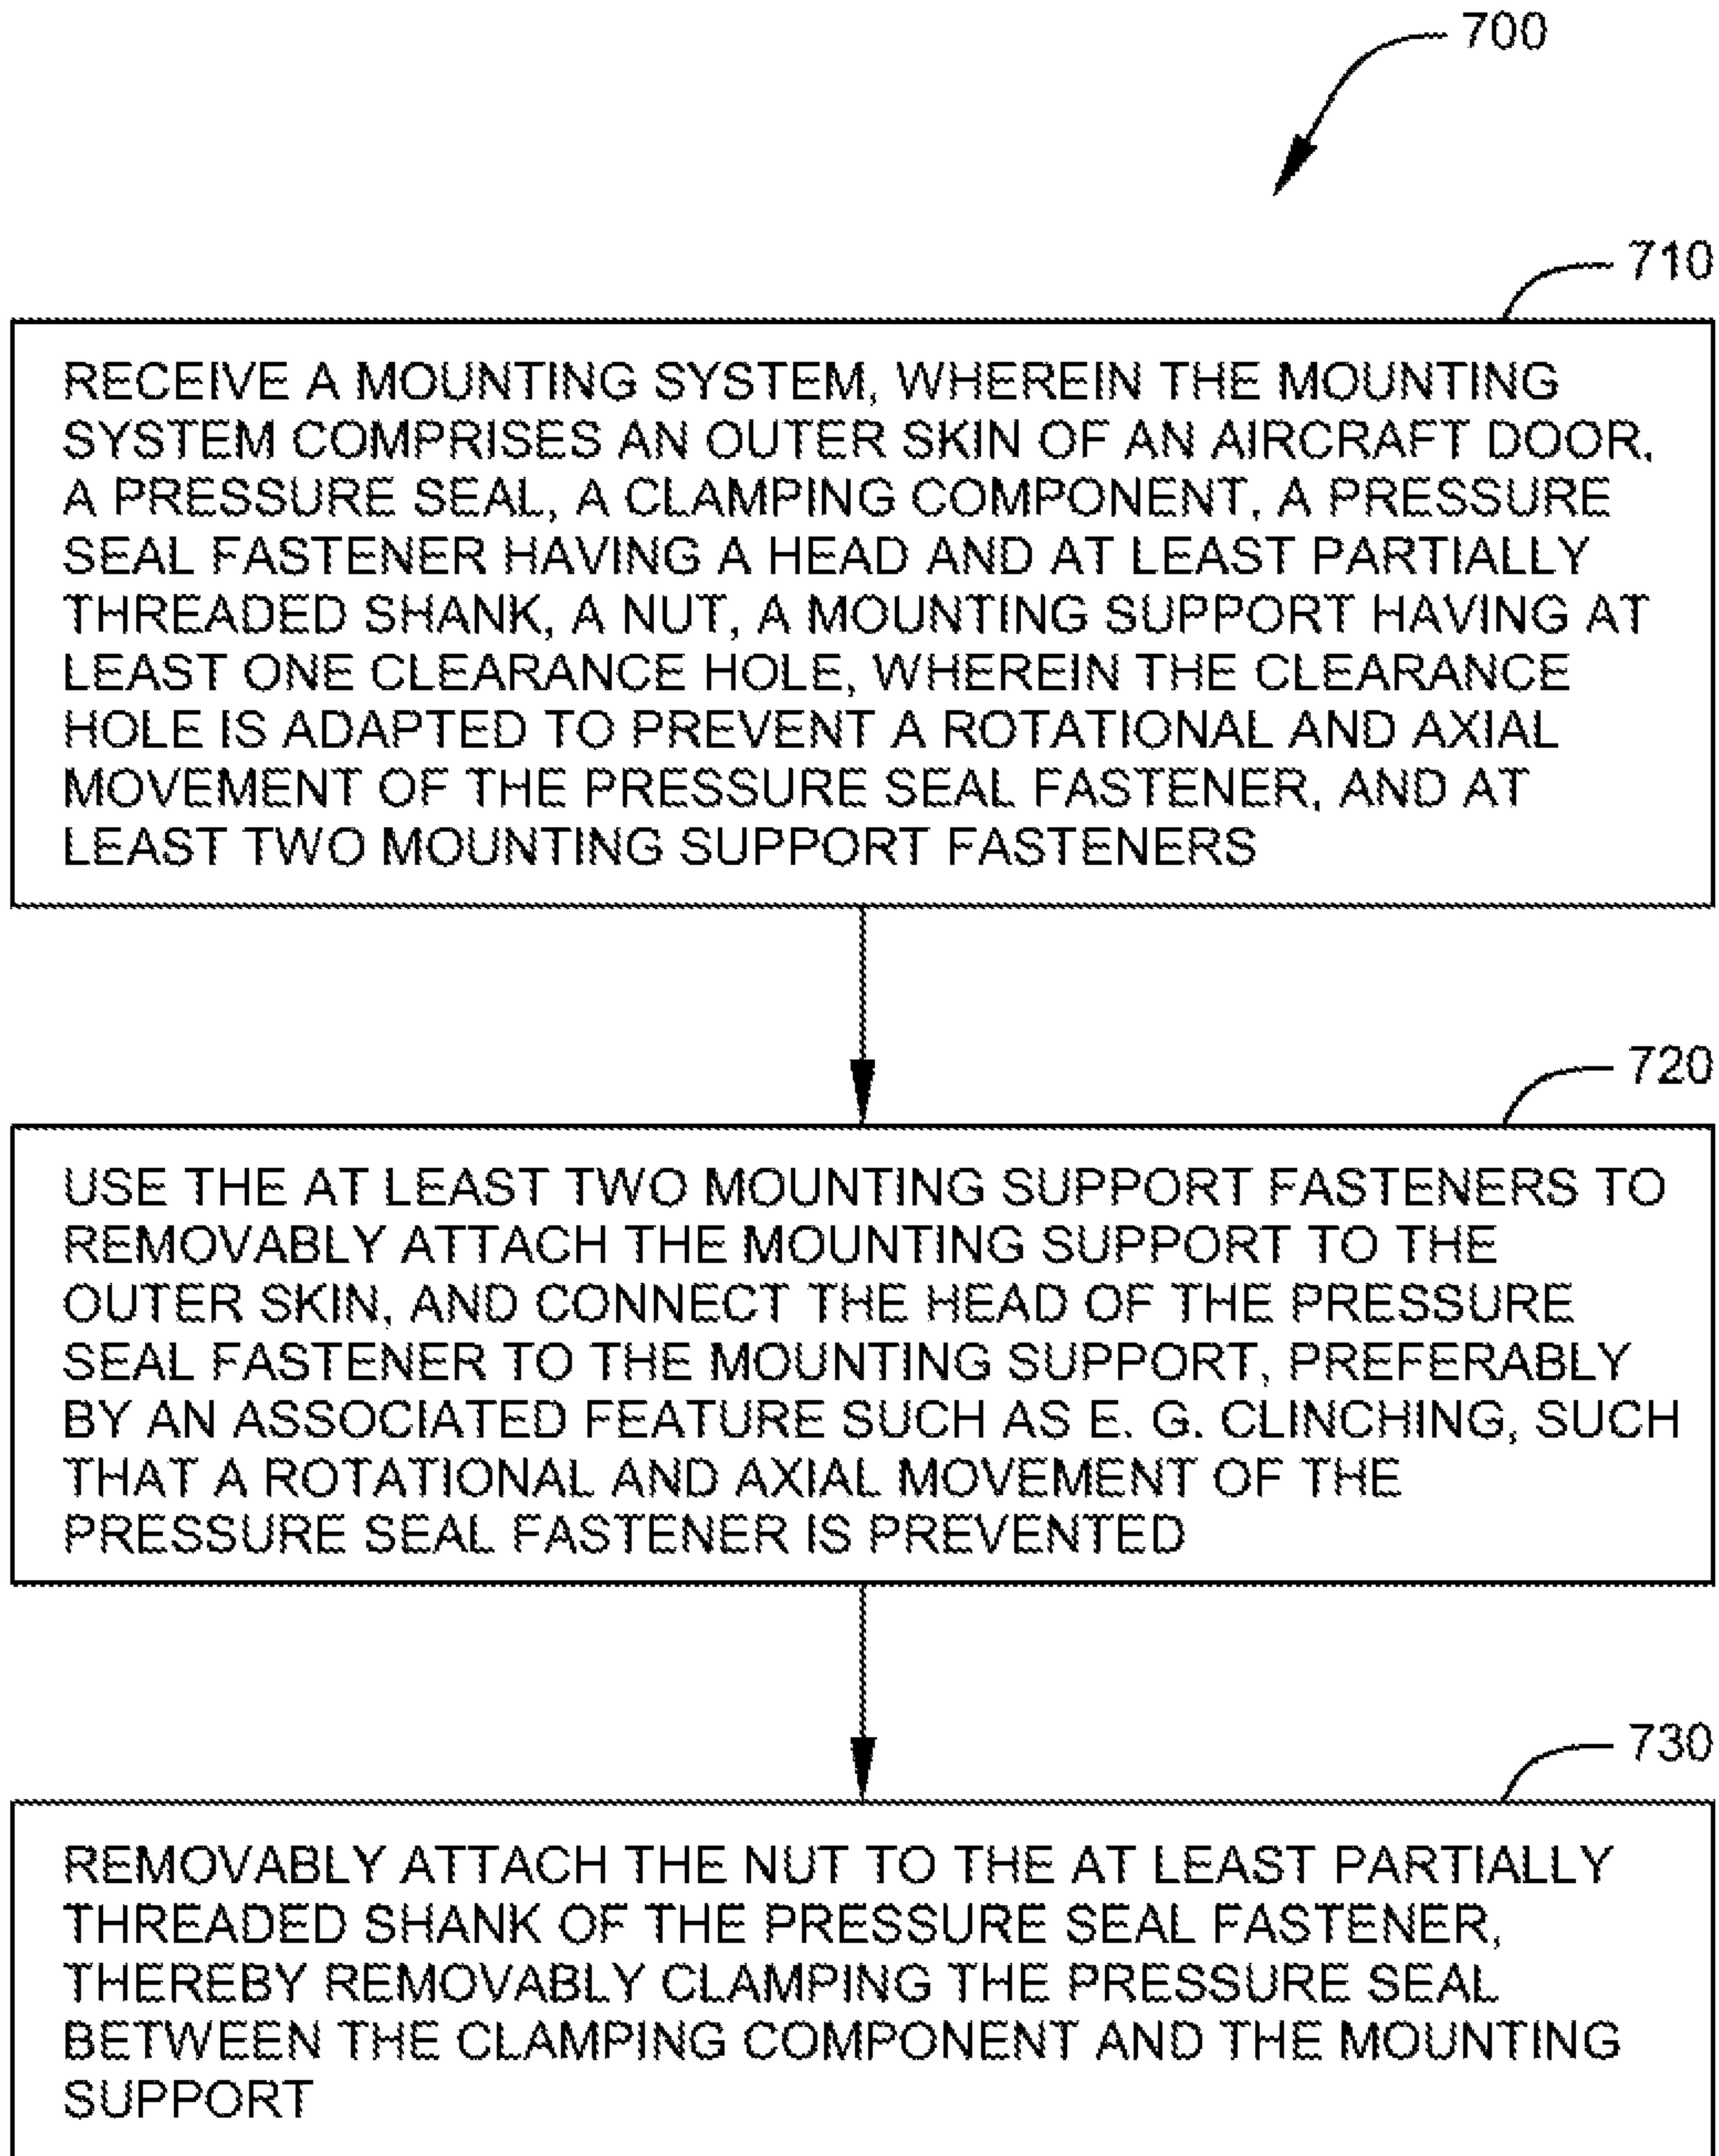 700
710
RECEIVE A MOUNTING SYSTEM, WHEREIN THE MOUNTING
SYSTEM COMPRISES AN OUTER SKIN OF AN AIRCRAFT DOOR,
A PRESSURE SEAL, A CLAMPING COMPONENT, A PRESSURE
SEAL FASTENER HAVING A HEAD AND AT LEAST PARTIALLY
THREADED SHANK, A NUT, A MOUNTING SUPPORT HAVING AT
LEAST ONE CLEARANCE HOLE, WHEREIN THE CLEARANCE
HOLE IS ADAPTED TO PREVENT A ROTATIONAL AND AXIAL
MOVEMENT OF THE PRESSURE SEAL FASTENER, AND AT
LEAST TWO MOUNTING SUPPORT FASTENERS
720
USE THE AT LEAST TWO MOUNTING SUPPORT FASTENERS TO
REMOVABLY ATTACH THE MOUNTING SUPPORT TO THE
OUTER SKIN, AND CONNECT THE HEAD OF THE PRESSURE
SEAL FASTENER TO THE MOUNTING SUPPORT, PREFERABLY
BY AN ASSOCIATED FEATURE SUCH AS E. G. CLINCHING, SUCH
THAT A ROTATIONAL AND AXIAL MOVEMENT OF THE
PRESSURE SEAL FASTENER IS PREVENTED
730
REMOVABLY ATTACH THE NUT TO THE AT LEAST PARTIALLY
THREADED SHANK OF THE PRESSURE SEAL FASTENER,
THEREBY REMOVABLY CLAMPING THE PRESSURE SEAL
BETWEEN THE CLAMPING COMPONENT AND THE MOUNTING
SUPPORT